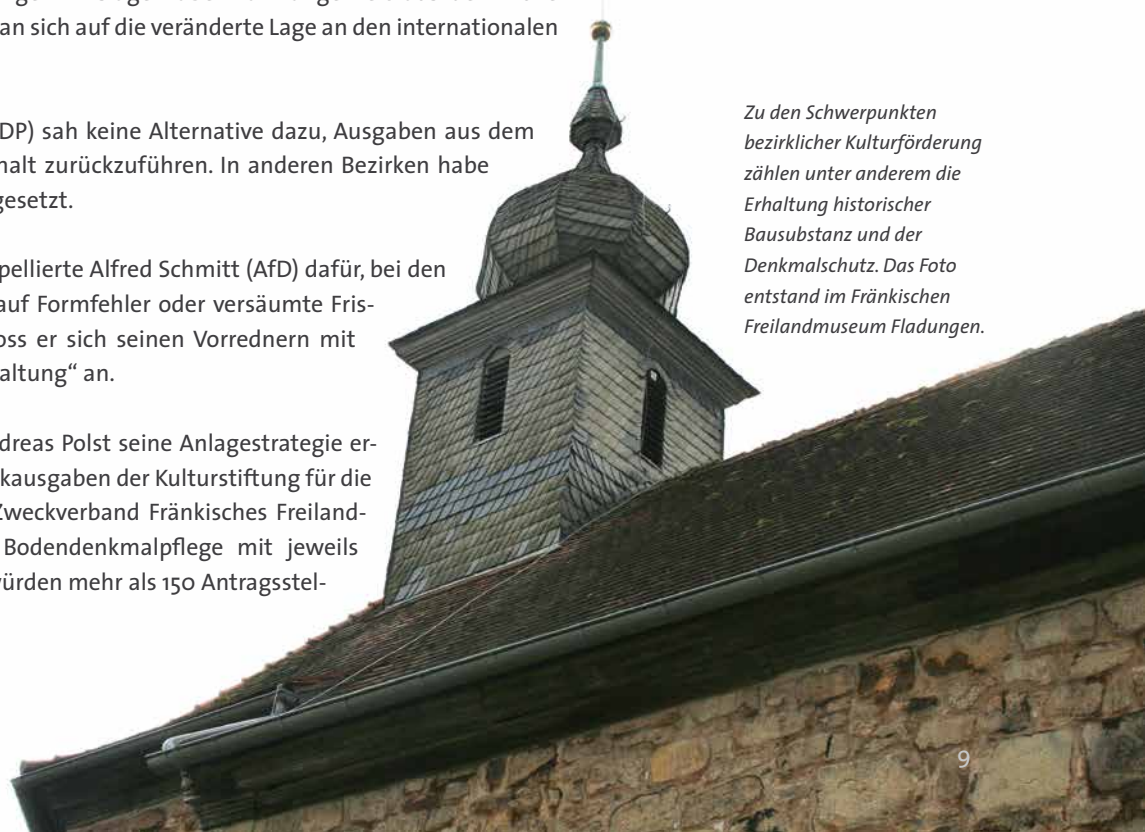 an sich auf die veränderte Lage an den internationalen
DP) sah keine Alternative dazu, Ausgaben aus dem
halt zurückzuführen. In anderen Bezirken habe
gesetzt.
pellierte Alfred Schmitt (AfD) dafür, bei den
auf Formfehler oder versäumte Fris-
oss er sich seinen Vorrednern mit
altung“ an.
dreas Polst seine Anlagestrategie er-
kausgaben der Kulturstiftung für die
Zweckverband Fränkisches Freiland-
Bodendenkmalpflege mit jeweils
würden mehr als 150 Antragsstel-
Zu den Schwerpunkten
bezirklicher Kulturförderung
zählen unter anderem die
Erhaltung historischer
Bausubstanz und der
Denkmalschutz. Das Foto
entstand im Fränkischen
Freilandmuseum Fladungen.
9